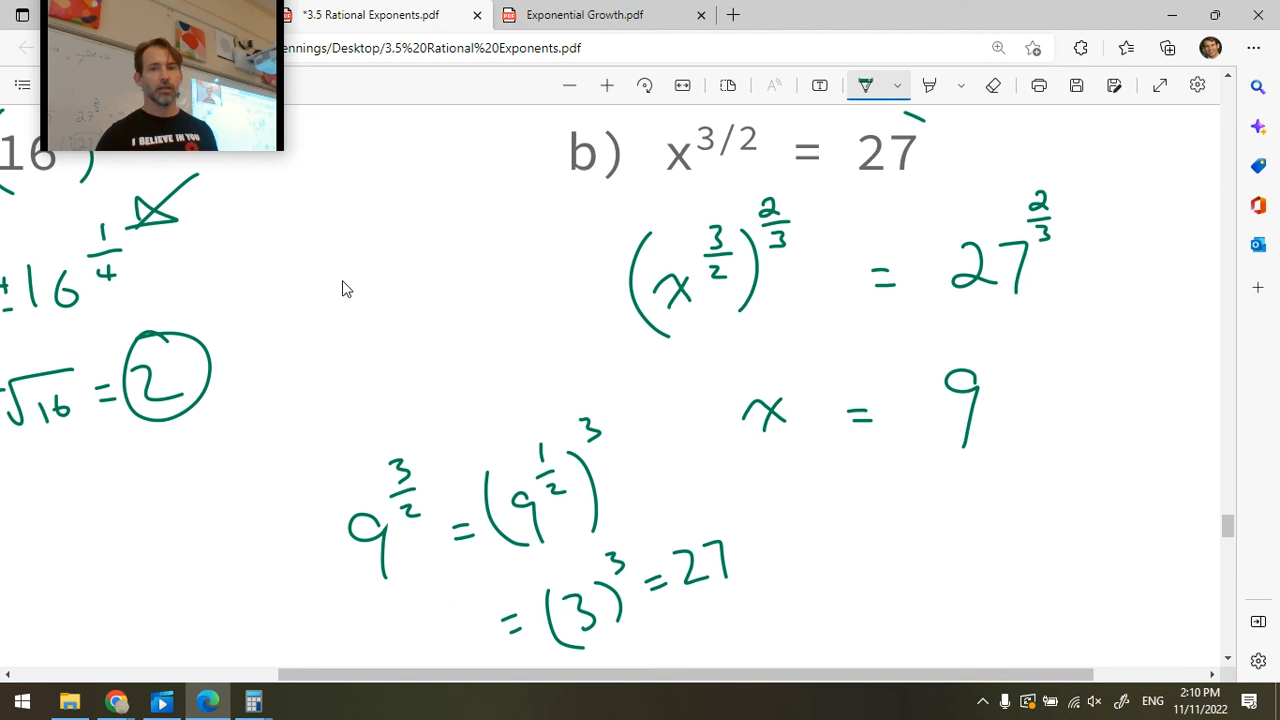 *3.5 Rational Exponents.pdf
Exponential Growth.pdf
ennings/Desktop/3.5%20Rational%20Exponents.pdf
I BELIEVE IN YOU
16
b) x^{3/2} = 27
(x^{3/2})^{2/3} = 27^{2/3}
±16^{1/4}
√16 = 2
x = 9
9^{3/2} = (9^{1/2})^3
= (3)^3 = 27
ENG
2:10 PM
11/11/2022